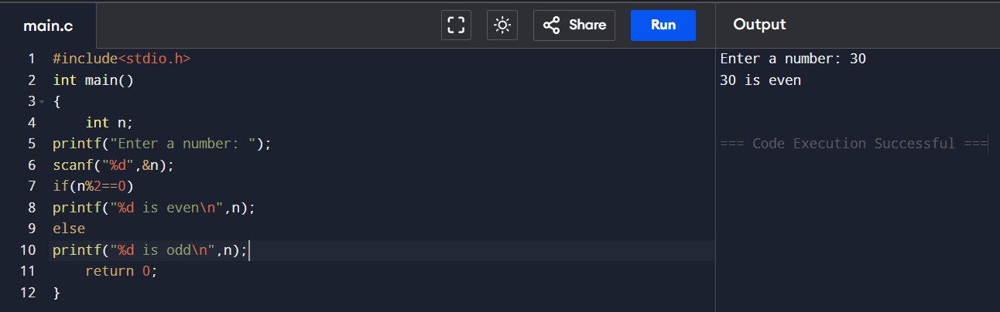 main.c
Share
Run
Output
1 #include<stdio.h>
2 int main()
3 {
4     int n;
5 printf("Enter a number: ");
6 scanf("%d",&n);
7 if(n%2==0)
8 printf("%d is even\n",n);
9 else
10 printf("%d is odd\n",n);
11     return 0;
12 }
Enter a number: 30
30 is even
=== Code Execution Successful ===